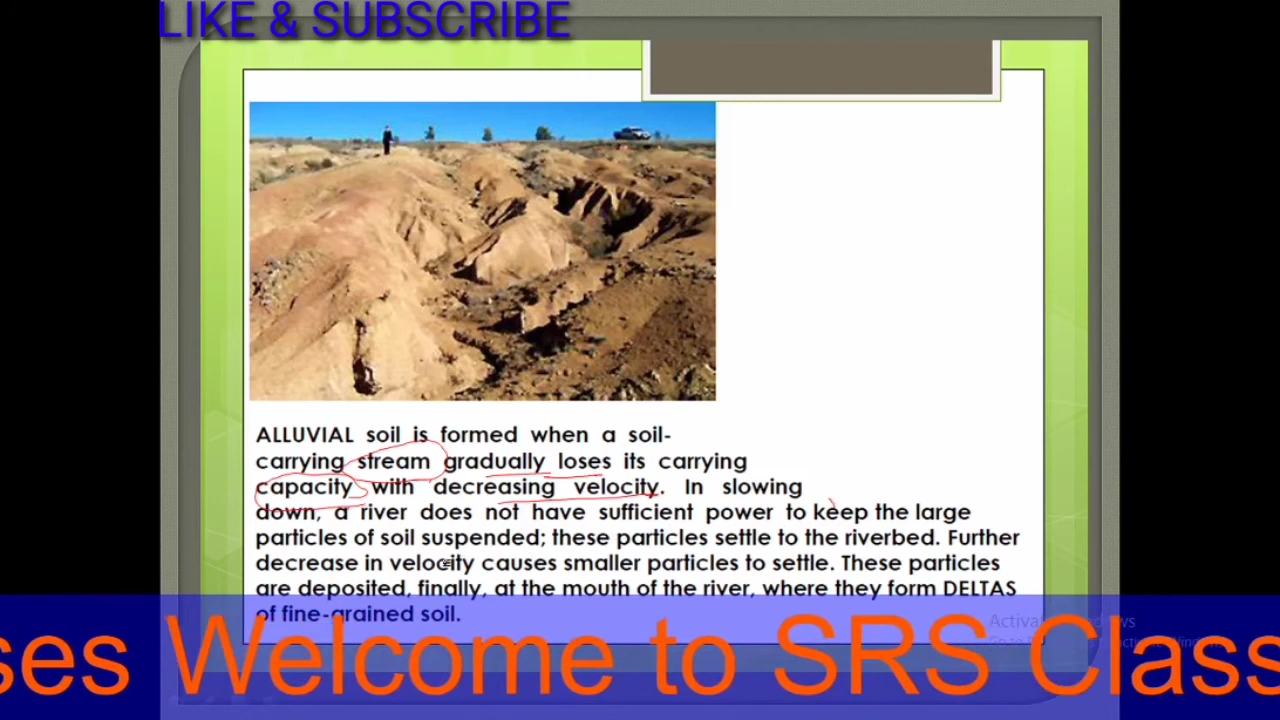 LIKE & SUBSCRIBE
ALLUVIAL soil is formed when a soil-
carrying stream gradually loses its carrying
capacity with decreasing velocity. In slowing
down, a river does not have sufficient power to keep the large
particles of soil suspended; these particles settle to the riverbed. Further
decrease in velocity causes smaller particles to settle. These particles
are deposited, finally, at the mouth of the river, where they form DELTAS
of fine-grained soil.
ses Welcome to SRS Class